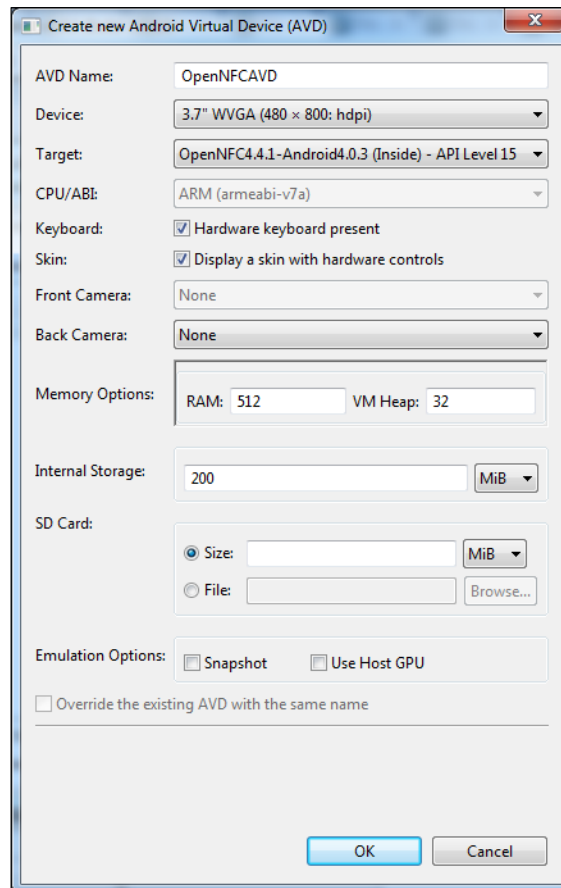 Create new Android Virtual Device (AVD)
AVD Name: OpenNFCAVD
Device: 3.7" WVGA (480 × 800: hdpi)
Target: OpenNFC4.4.1-Android4.0.3 (Inside) - API Level 15
CPU/ABI: ARM (armeabi-v7a)
Keyboard: Hardware keyboard present
Skin: Display a skin with hardware controls
Front Camera: None
Back Camera: None
Memory Options: RAM: 512 VM Heap: 32
Internal Storage: 200 MiB
SD Card:
Size: MiB
File: Browse...
Emulation Options: Snapshot Use Host GPU
Override the existing AVD with the same name
OK Cancel